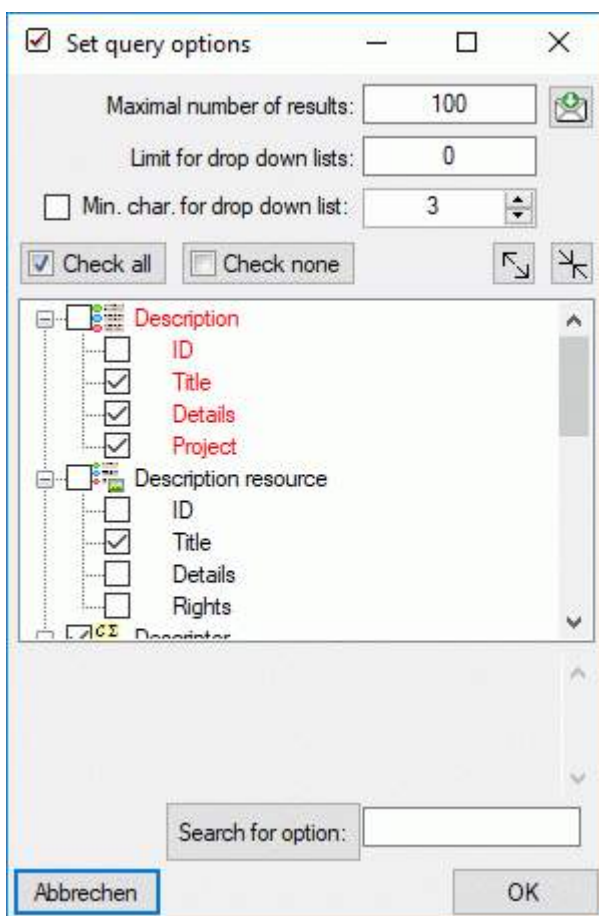 Set query options
Maximal number of results: 100
Limit for drop down lists: 0
Min. char. for drop down list: 3
Check all Check none
Description
ID
Title
Details
Project
Description resource
ID
Title
Details
Rights
Descriptor
Search for option:
Abbrechen OK